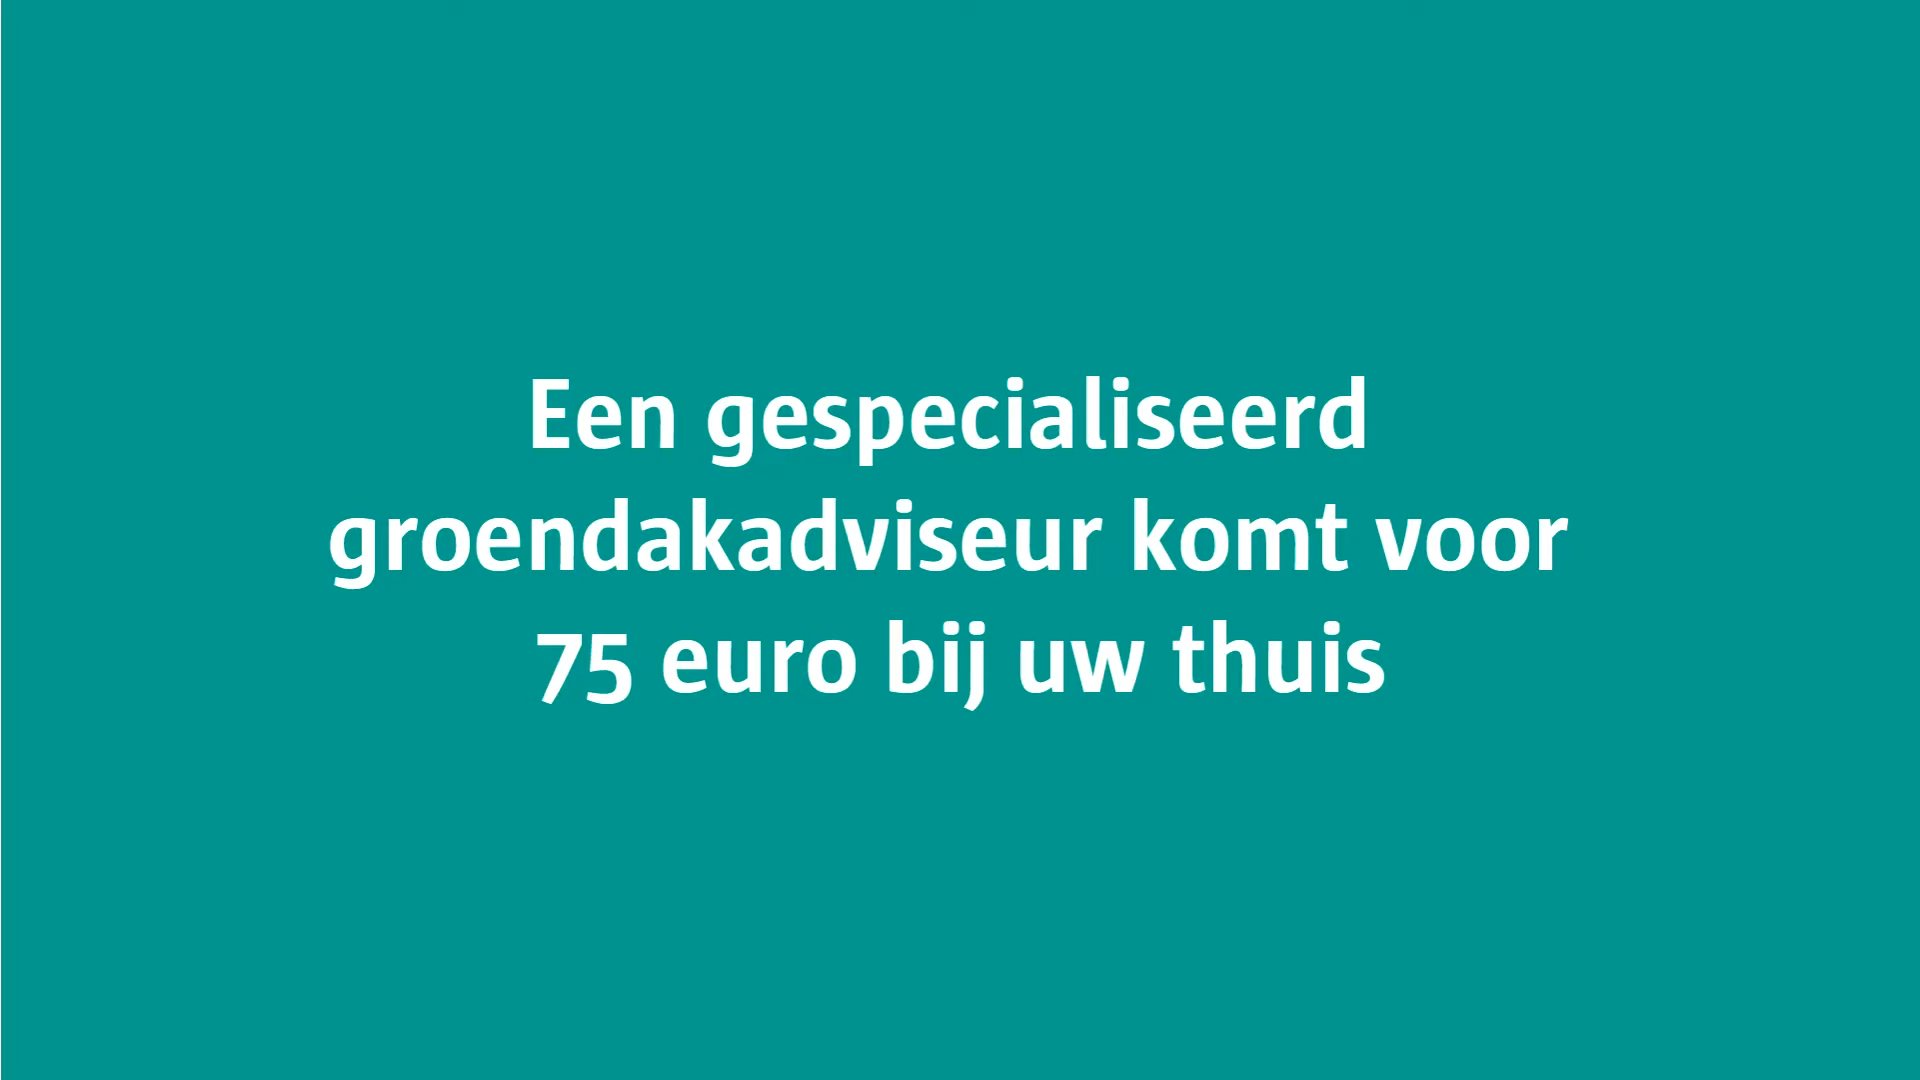 Een gespecialiseerd
groendakadviseur komt voor
75 euro bij uw thuis